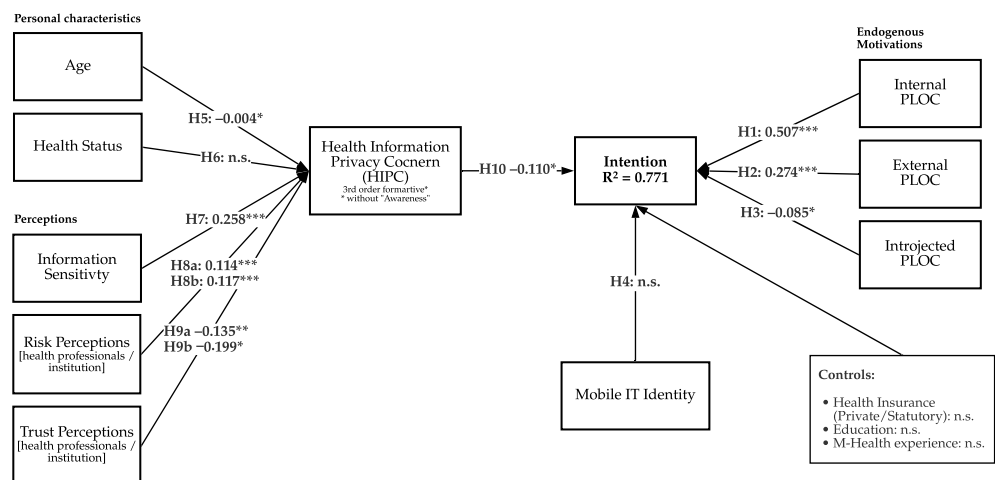 Personal characteristics
Age
Health Status
Perceptions
Information
Sensitivty
Risk Perceptions
[health professionals /
institution]
Trust Perceptions
[health professionals /
institution]
H5: –0.004*
H6: n.s.
H7: 0.258***
H8a: 0.114***
H8b: 0.117***
H9a –0.135**
H9b –0.199*
Health Information
Privacy Cocnern
(HIPC)
3rd order formartive*
* without "Awareness"
H10 –0.110*
Intention
R² = 0.771
H4: n.s.
Mobile IT Identity
H1: 0.507***
H2: 0.274***
H3: –0.085*
Endogenous
Motivations
Internal
PLOC
External
PLOC
Introjected
PLOC
Controls:
• Health Insurance
(Private/Statutory): n.s.
• Education: n.s.
• M-Health experience: n.s.